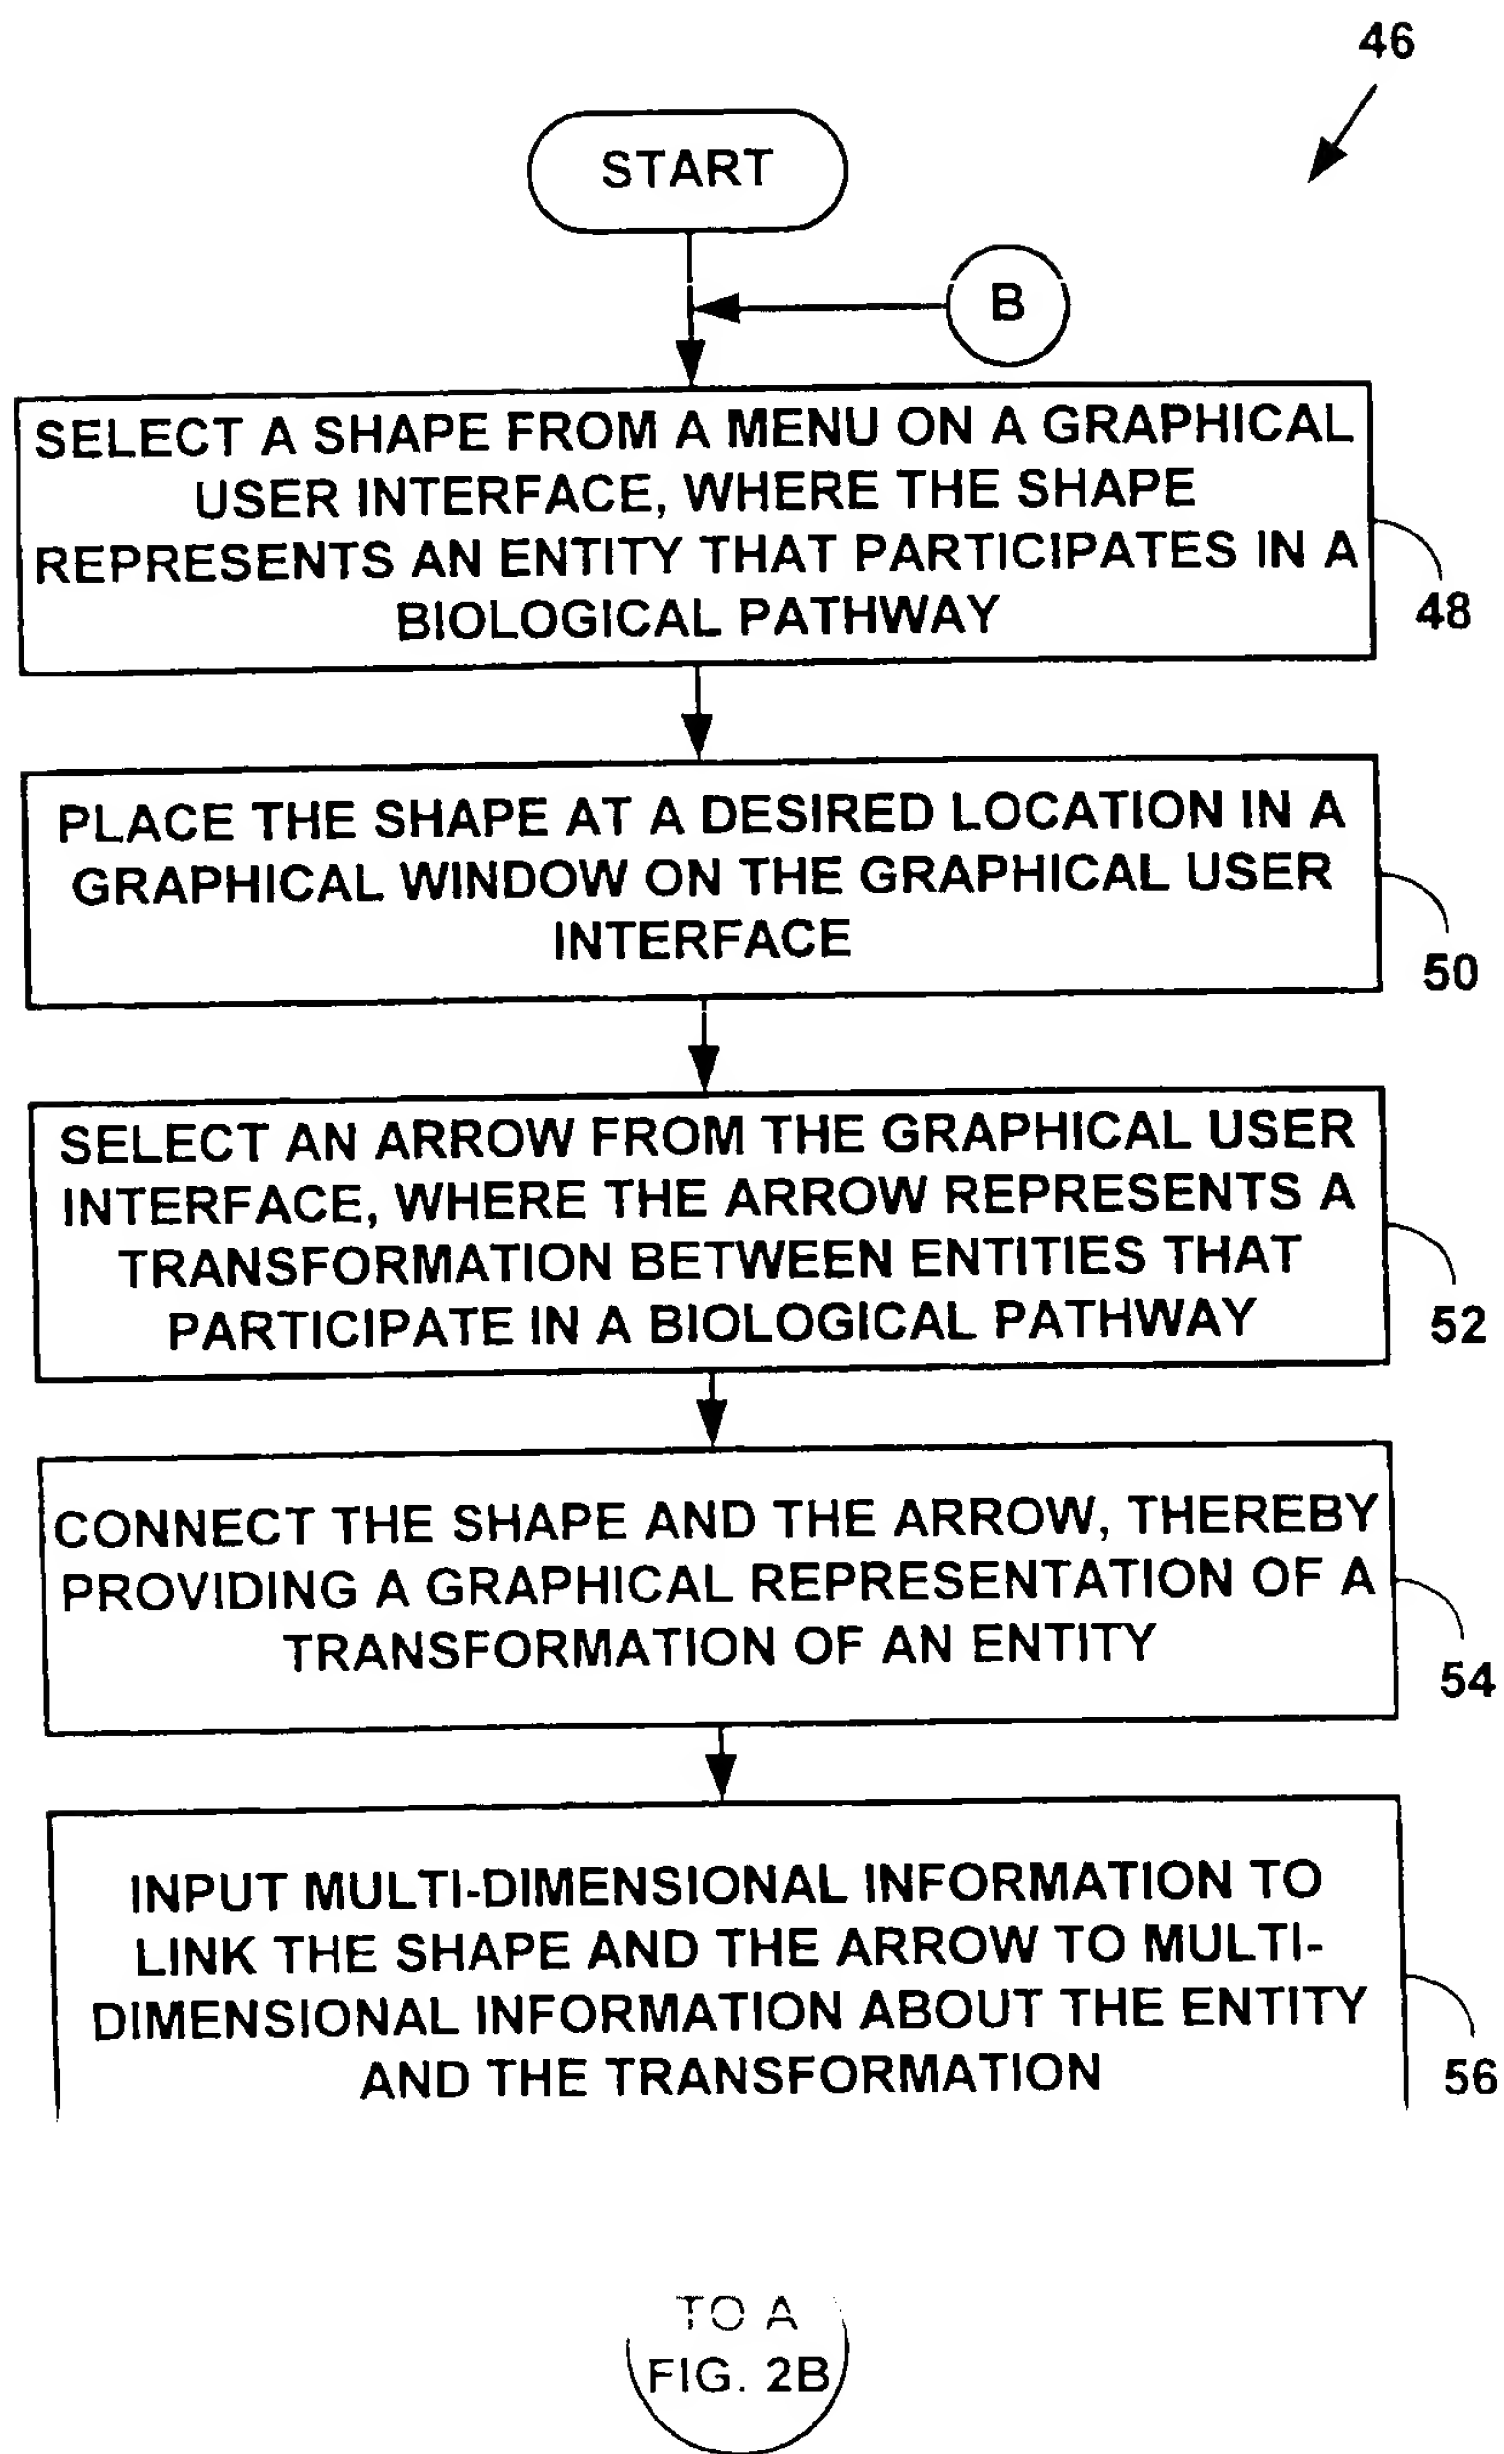 46
START
B
SELECT A SHAPE FROM A MENU ON A GRAPHICAL
USER INTERFACE, WHERE THE SHAPE
REPRESENTS AN ENTITY THAT PARTICIPATES IN A
BIOLOGICAL PATHWAY
48
PLACE THE SHAPE AT A DESIRED LOCATION IN A
GRAPHICAL WINDOW ON THE GRAPHICAL USER
INTERFACE
50
SELECT AN ARROW FROM THE GRAPHICAL USER
INTERFACE, WHERE THE ARROW REPRESENTS A
TRANSFORMATION BETWEEN ENTITIES THAT
PARTICIPATE IN A BIOLOGICAL PATHWAY
52
CONNECT THE SHAPE AND THE ARROW, THEREBY
PROVIDING A GRAPHICAL REPRESENTATION OF A
TRANSFORMATION OF AN ENTITY
54
INPUT MULTI-DIMENSIONAL INFORMATION TO
LINK THE SHAPE AND THE ARROW TO MULTI-
DIMENSIONAL INFORMATION ABOUT THE ENTITY
AND THE TRANSFORMATION
56
TO A
FIG. 2B